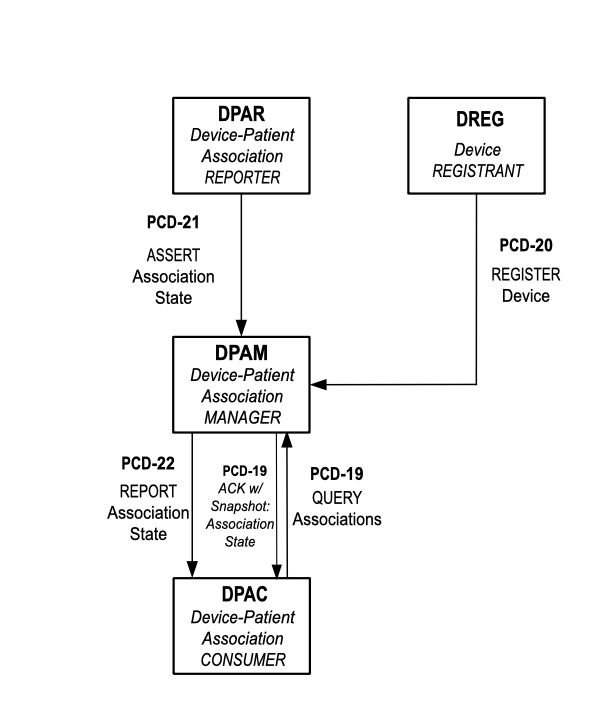 DPAR
Device-Patient
Association
REPORTER
DREG
Device
REGISTRANT
PCD-21
ASSERT
Association
State
PCD-20
REGISTER
Device
DPAM
Device-Patient
Association
MANAGER
PCD-22
REPORT
Association
State
PCD-19
ACK w/
Snapshot:
Association
State
PCD-19
QUERY
Associations
DPAC
Device-Patient
Association
CONSUMER